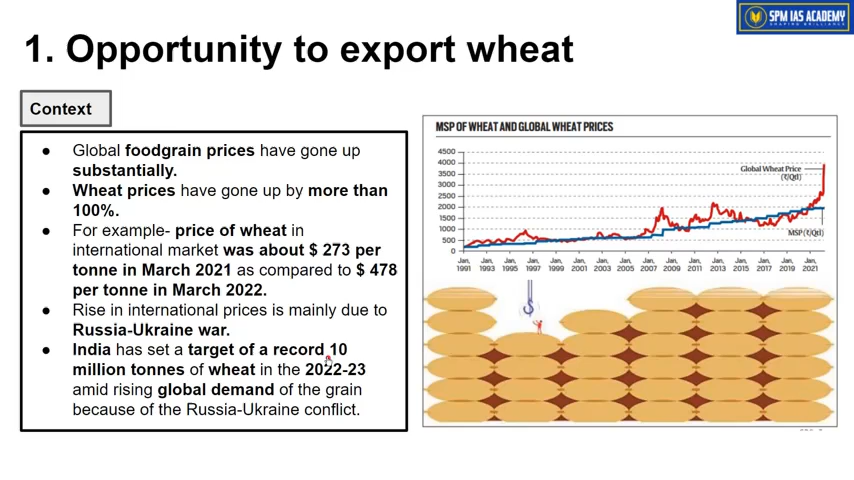 SPM IAS ACADEMY
SHAPING BRILLIANCE
1. Opportunity to export wheat
Context
● Global foodgrain prices have gone up
substantially.
● Wheat prices have gone up by more than
100%.
● For example- price of wheat in
international market was about $ 273 per
tonne in March 2021 as compared to $ 478
per tonne in March 2022.
● Rise in international prices is mainly due to
Russia-Ukraine war.
● India has set a target of a record 10
million tonnes of wheat in the 2022-23
amid rising global demand of the grain
because of the Russia-Ukraine conflict.
MSP OF WHEAT AND GLOBAL WHEAT PRICES
4500
4000
3500
3000
2500
2000
1500
1000
500
0
Global Wheat Price
(₹/Qtl)
MSP (₹/Qtl)
Jan, Jan, Jan, Jan, Jan, Jan, Jan, Jan, Jan, Jan, Jan, Jan, Jan, Jan, Jan, Jan,
1991 1993 1995 1997 1999 2001 2003 2005 2007 2009 2011 2013 2015 2017 2019 2021